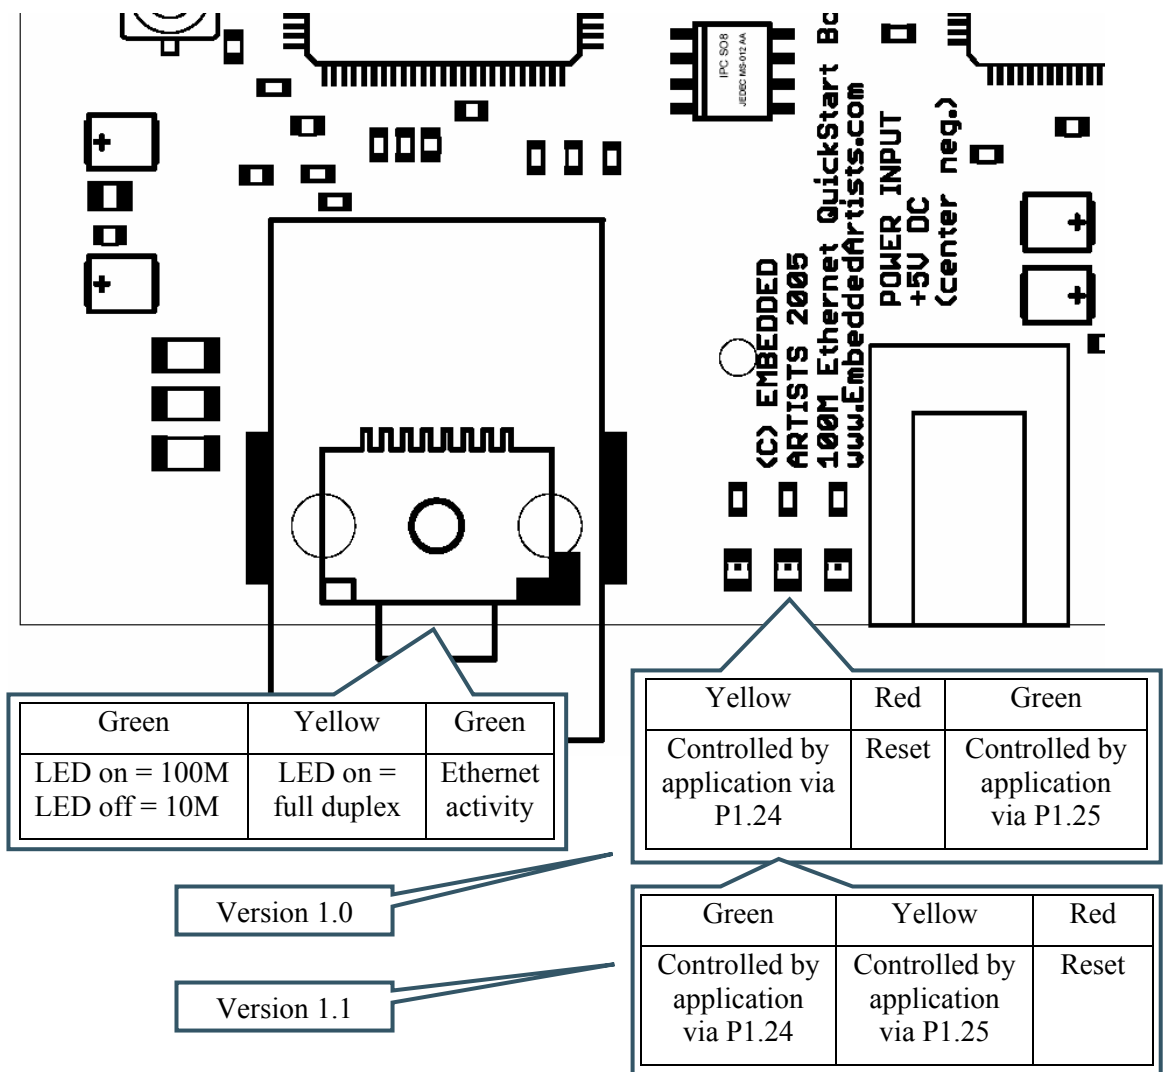 IPC SO8
JEDEC MS-012 AA
(C) EMBEDDED
ARTISTS 2005
100M Ethernet QuickStart Bo
www.EmbeddedArtists.com
POWER INPUT
+5V DC
(center neg.)
+
+
+
+
Green Yellow Green
LED on = 100M
LED off = 10M
LED on =
full duplex
Ethernet
activity
Yellow Red Green
Controlled by
application via
P1.24
Reset
Controlled by
application
via P1.25
Version 1.0
Green Yellow Red
Controlled by
application
via P1.24
Controlled by
application
via P1.25
Reset
Version 1.1